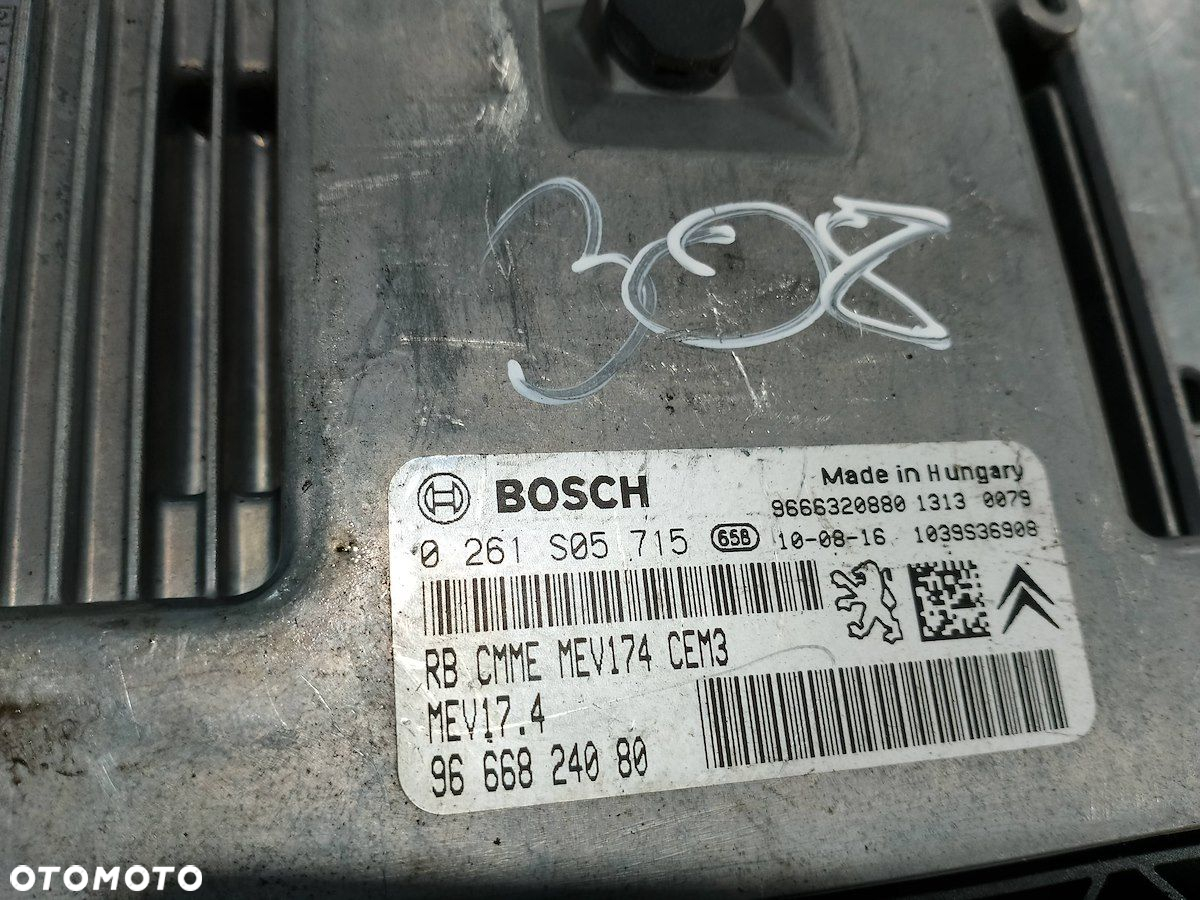 308
BOSCH
Made in Hungary
9666320880 1313 0079
0 261 S05 715 658 10-08-16 1039S36908
RB CMME MEV174 CEM3
MEV17.4
96 668 240 80
OTOMOTO